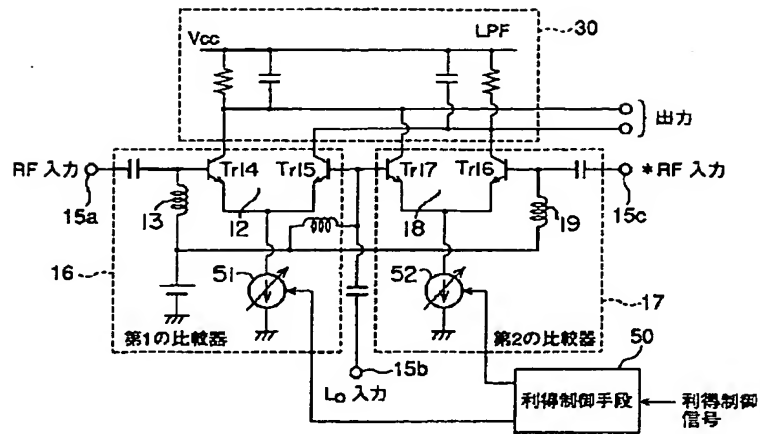 Vcc
LPF
30
出力
RF 入力
15a
Tr14
Tr15
Tr17
Tr16
*RF 入力
15c
13
12
18
19
16
51
52
17
第1の比較器
第2の比較器
15b
Lo 入力
50
利得制御手段
利得制御
信号